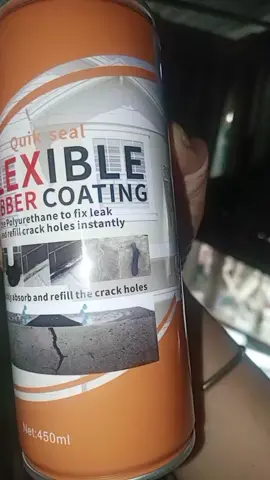 Quik seal
LEXIBLE
BBER COATING
Polyurethane to fix leak
and refill crack holes instantly
absorb and refill the crack holes
Net:450ml